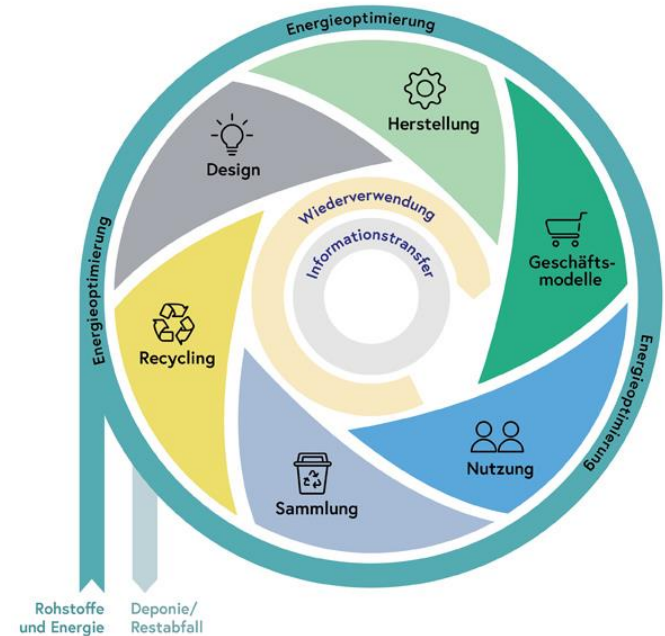 Energieoptimierung
Herstellung
Design
Wiederverwendung
Informationstransfer
Geschäfts-
modelle
Energieoptimierung
Recycling
Energieoptimierung
Nutzung
Sammlung
Rohstoffe
und Energie
Deponie/
Restabfall